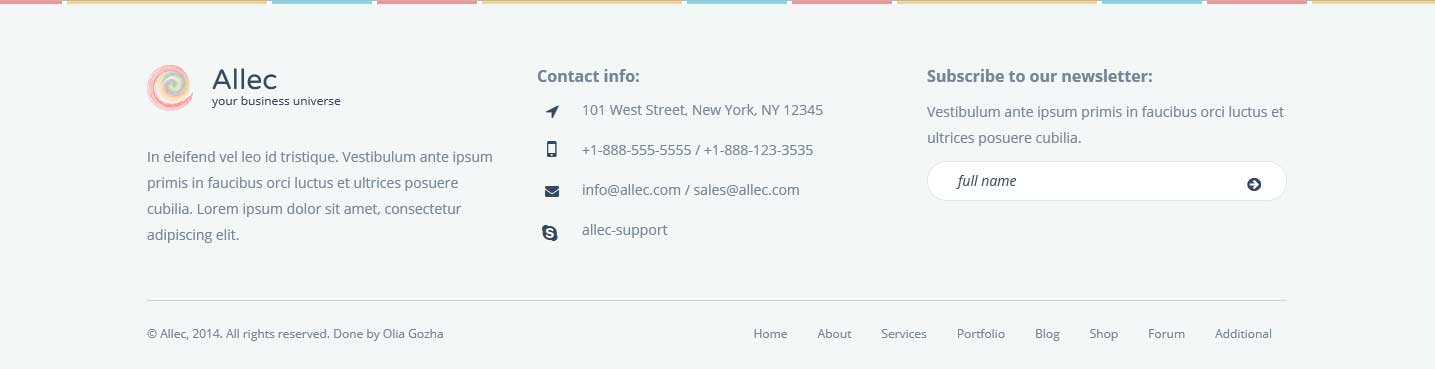 Allec
your business universe
In eleifend vel leo id tristique. Vestibulum ante ipsum
primis in faucibus orci luctus et ultrices posuere
cubilia. Lorem ipsum dolor sit amet, consectetur
adipiscing elit.
Contact info:
101 West Street, New York, NY 12345
+1-888-555-5555 / +1-888-123-3535
info@allec.com / sales@allec.com
allec-support
Subscribe to our newsletter:
Vestibulum ante ipsum primis in faucibus orci luctus et
ultrices posuere cubilia.
full name
© Allec, 2014. All rights reserved. Done by Olia Gozha
Home About Services Portfolio Blog Shop Forum Additional